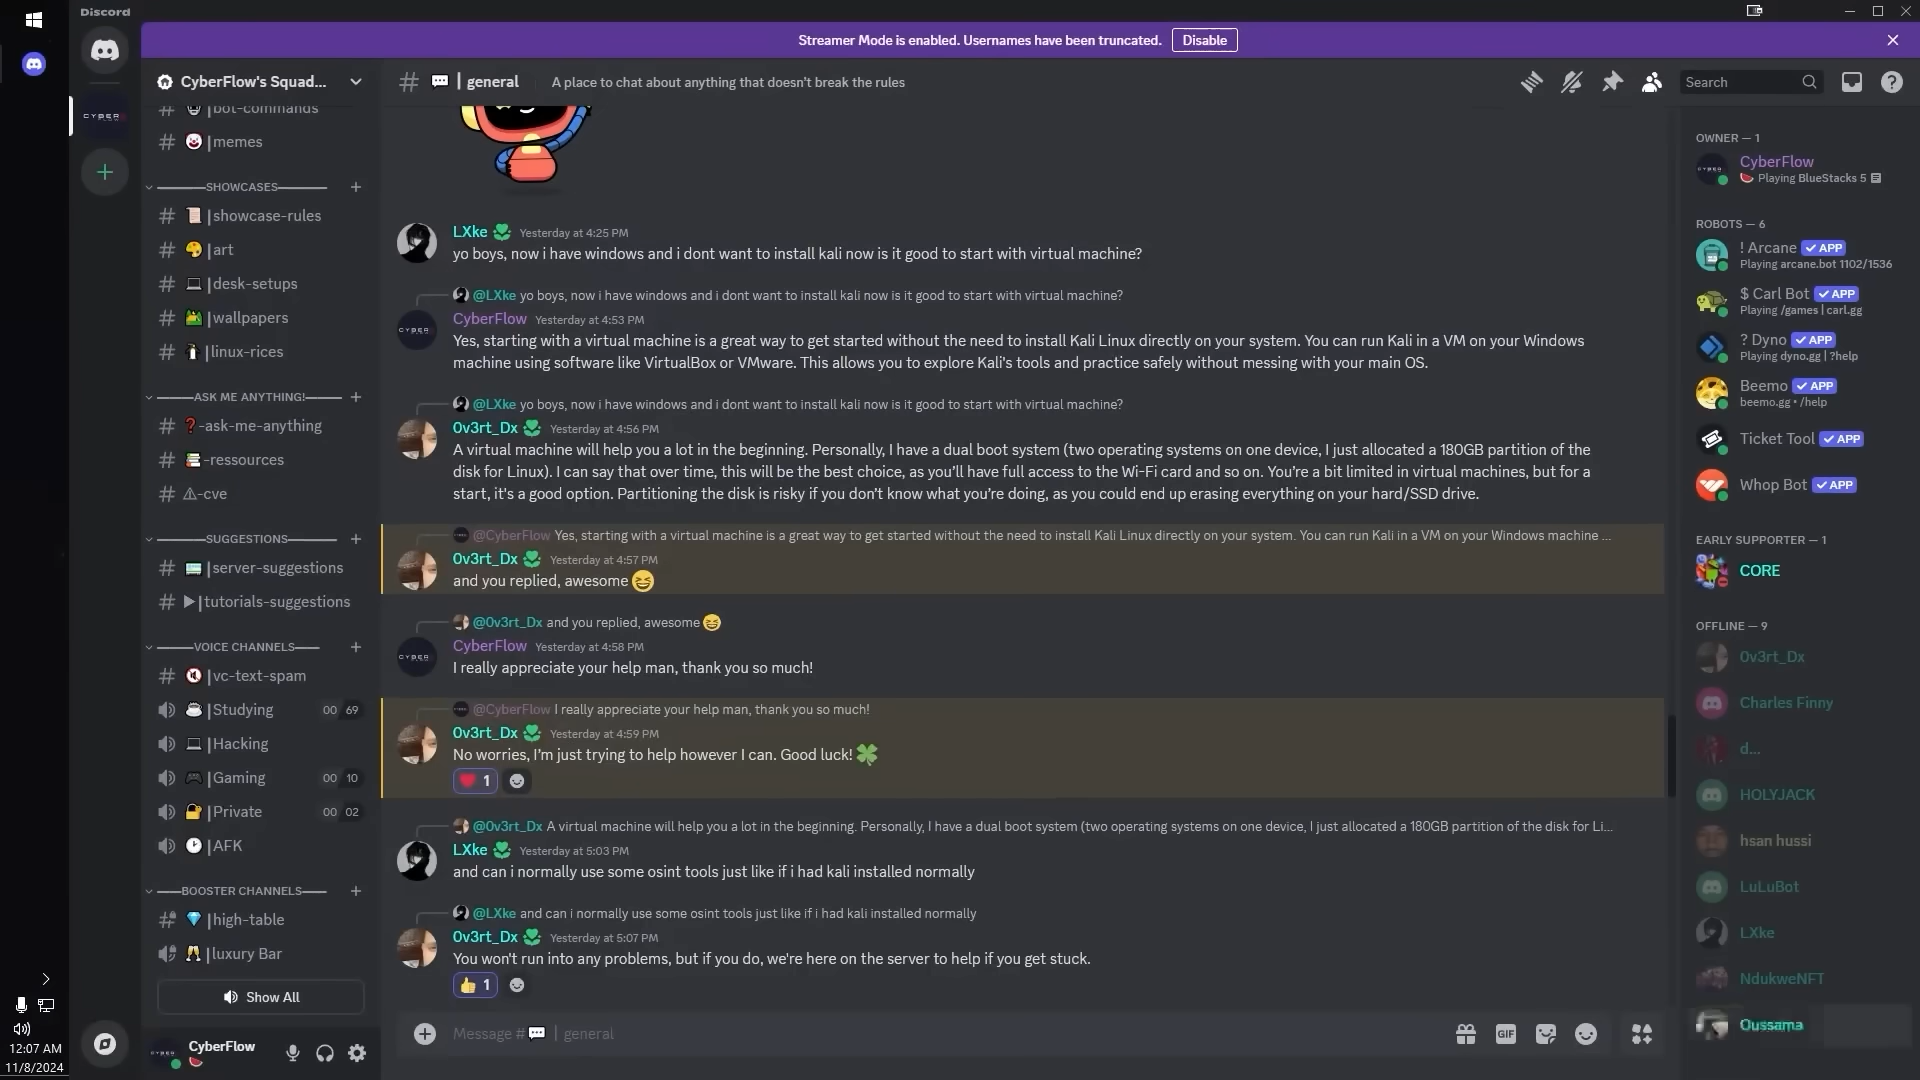 Discord
Streamer Mode is enabled. Usernames have been truncated. Disable
CyberFlow's Squad...
bot-commands
memes
SHOWCASES
showcase-rules
art
desk-setups
wallpapers
linux-rices
ASK ME ANYTHING!
-ask-me-anything
-ressources
-cve
SUGGESTIONS
server-suggestions
tutorials-suggestions
VOICE CHANNELS
vc-text-spam
Studying 00 69
Hacking
Gaming 00 10
Private 00 02
AFK
BOOSTER CHANNELS
high-table
luxury Bar
Show All
CyberFlow
12:07 AM
11/8/2024
# 💬 | general A place to chat about anything that doesn't break the rules
Search
LXke Yesterday at 4:25 PM
yo boys, now i have windows and i dont want to install kali now is it good to start with virtual machine?
@LXke yo boys, now i have windows and i dont want to install kali now is it good to start with virtual machine?
CyberFlow Yesterday at 4:53 PM
Yes, starting with a virtual machine is a great way to get started without the need to install Kali Linux directly on your system. You can run Kali in a VM on your Windows
machine using software like VirtualBox or VMware. This allows you to explore Kali's tools and practice safely without messing with your main OS.
@LXke yo boys, now i have windows and i dont want to install kali now is it good to start with virtual machine?
0v3rt_Dx Yesterday at 4:56 PM
A virtual machine will help you a lot in the beginning. Personally, I have a dual boot system (two operating systems on one device, I just allocated a 180GB partition of the
disk for Linux). I can say that over time, this will be the best choice, as you'll have full access to the Wi-Fi card and so on. You're a bit limited in virtual machines, but for a
start, it's a good option. Partitioning the disk is risky if you don't know what you're doing, as you could end up erasing everything on your hard/SSD drive.
@CyberFlow Yes, starting with a virtual machine is a great way to get started without the need to install Kali Linux directly on your system. You can run Kali in a VM on your Windows machine ...
0v3rt_Dx Yesterday at 4:57 PM
and you replied, awesome 😆
@0v3rt_Dx and you replied, awesome 😆
CyberFlow Yesterday at 4:58 PM
I really appreciate your help man, thank you so much!
@CyberFlow I really appreciate your help man, thank you so much!
0v3rt_Dx Yesterday at 4:59 PM
No worries, I'm just trying to help however I can. Good luck! 🍀
❤️ 1
@0v3rt_Dx A virtual machine will help you a lot in the beginning. Personally, I have a dual boot system (two operating systems on one device, I just allocated a 180GB partition of the disk for Li...
LXke Yesterday at 5:03 PM
and can i normally use some osint tools just like if i had kali installed normally
@LXke and can i normally use some osint tools just like if i had kali installed normally
0v3rt_Dx Yesterday at 5:07 PM
You won't run into any problems, but if you do, we're here on the server to help if you get stuck.
👍 1
Message #💬 | general
GIF
OWNER — 1
CyberFlow
Playing BlueStacks 5
ROBOTS — 6
! Arcane ✓ APP
Playing arcane.bot 1102/1536
$ Carl Bot ✓ APP
Playing /games | carl.gg
? Dyno ✓ APP
Playing dyno.gg | ?help
Beemo ✓ APP
beemo.gg • /help
Ticket Tool ✓ APP
Whop Bot ✓ APP
EARLY SUPPORTER — 1
CORE
OFFLINE — 9
0v3rt_Dx
Charles Finny
d...
HOLYJACK
hsan hussi
LuLuBot
LXke
NdukweNFT
Oussama